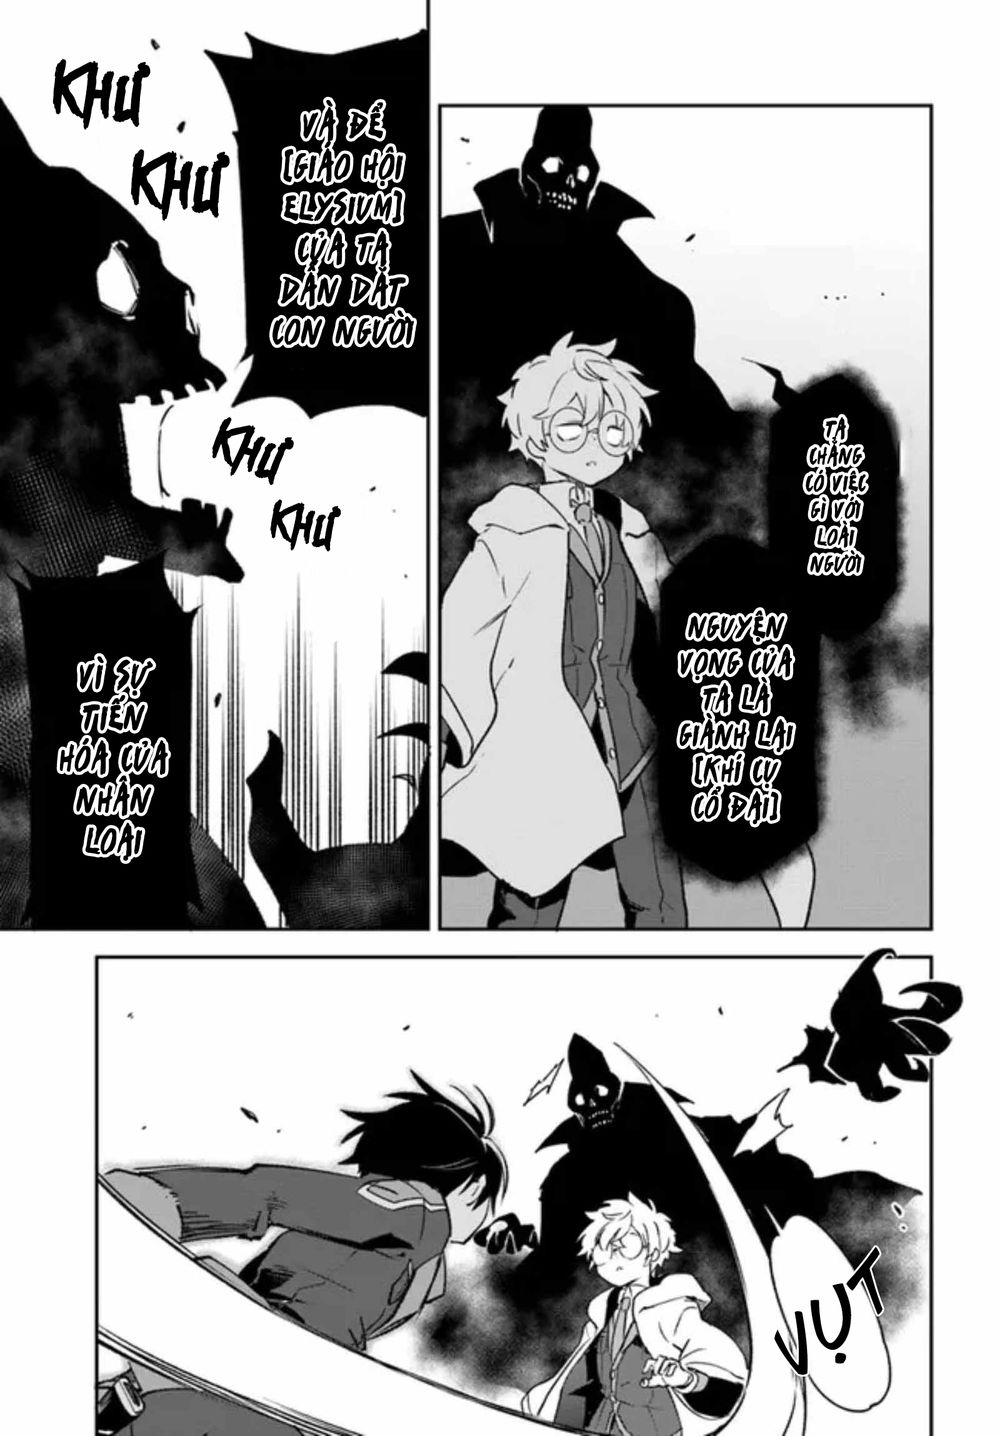 TA
CHẲNG
CÓ VIỆC
GÌ VỚI
LOÀI
NGƯỜI
NGUYỆN
VỌNG CỦA
TA LÀ
GIÀNH LẠI
[KHÍ CỤ
CỔ ĐẠI]
VÀ ĐỂ
[GIÁO HỘI
ELYSIUM]
CỦA TA
DẪN DẮT
CON NGƯỜI
KHƯ
KHƯ
KHƯ
KHƯ
VÌ SỰ
TIẾN
HÓA CỦA
NHÂN
LOẠI
VỤT